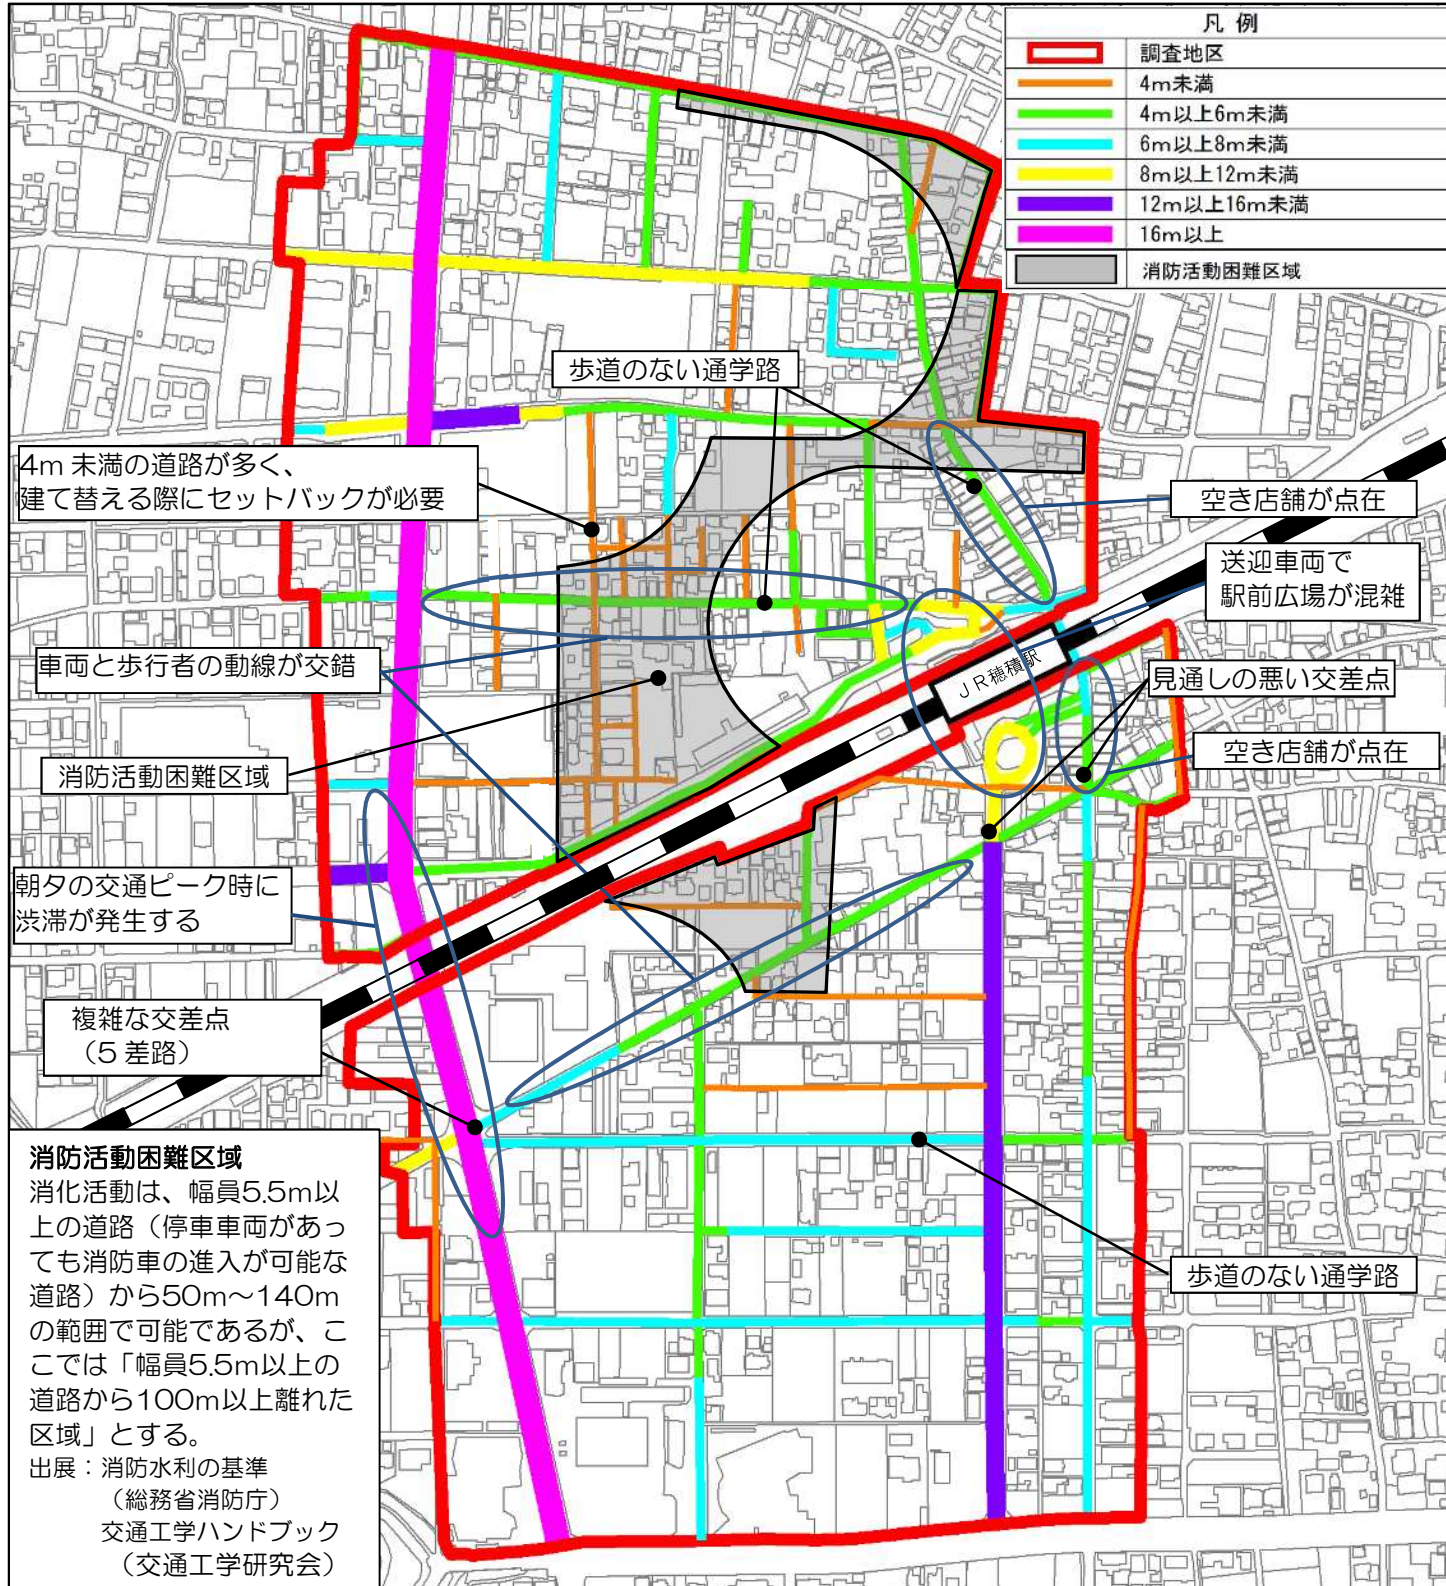 凡例
調査地区
4m未満
4m以上6m未満
6m以上8m未満
8m以上12m未満
12m以上16m未満
16m以上
消防活動困難区域
歩道のない通学路
4m 未満の道路が多く、
建て替える際にセットバックが必要
空き店舗が点在
送迎車両で
駅前広場が混雑
車両と歩行者の動線が交錯
JR穂積駅
見通しの悪い交差点
空き店舗が点在
消防活動困難区域
朝夕の交通ピーク時に
渋滞が発生する
複雑な交差点
（5 差路）
歩道のない通学路
消防活動困難区域
消化活動は、幅員5.5m以
上の道路（停車車両があっ
ても消防車の進入が可能な
道路）から50m～140m
の範囲で可能であるが、こ
こでは「幅員5.5m以上の
道路から100m以上離れた
区域」とする。
出展：消防水利の基準
（総務省消防庁）
交通工学ハンドブック
（交通工学研究会）